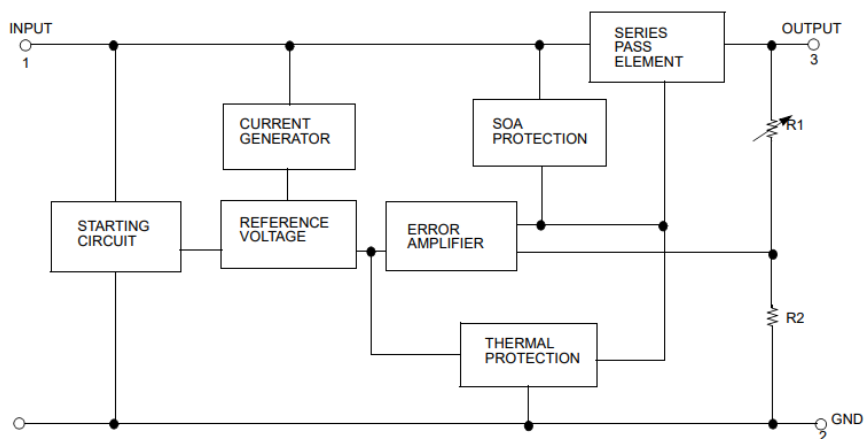 INPUT
1
SERIES
PASS
ELEMENT
OUTPUT
3
CURRENT
GENERATOR
SOA
PROTECTION
R1
STARTING
CIRCUIT
REFERENCE
VOLTAGE
ERROR
AMPLIFIER
R2
THERMAL
PROTECTION
GND
2